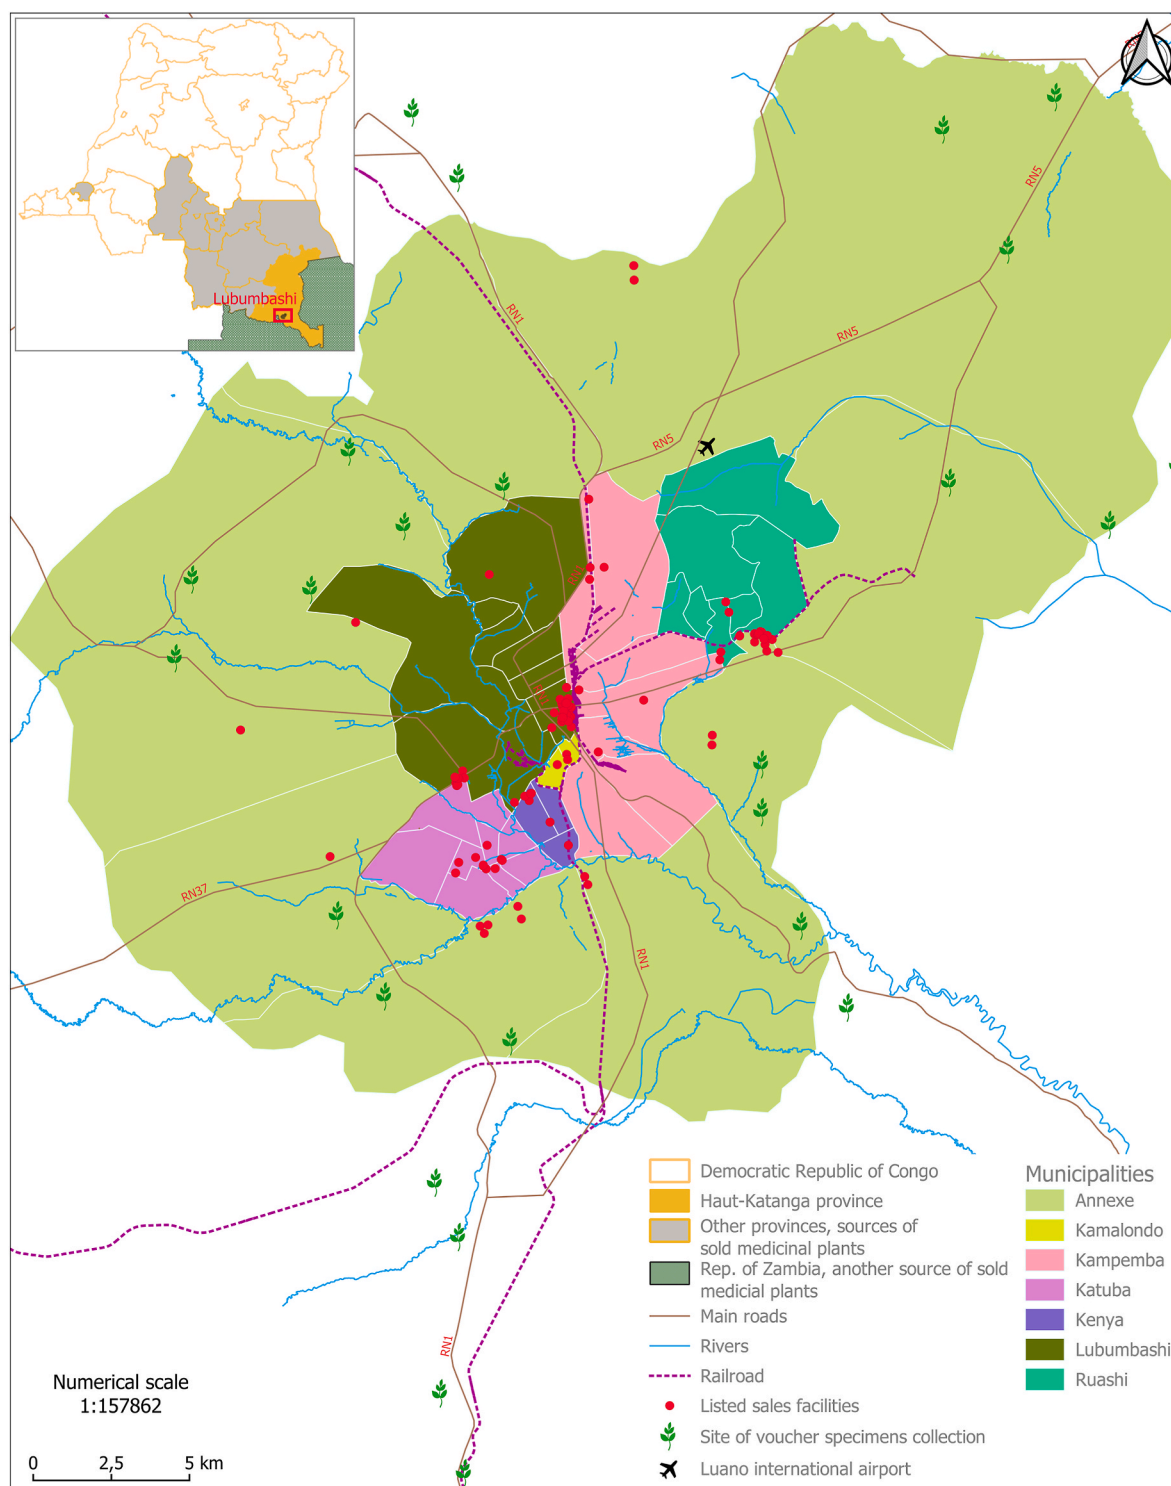 Lubumbashi
RN5
RN1
RN5
RN5
RN37
RN1
RN1
Democratic Republic of Congo
Haut-Katanga province
Other provinces, sources of
sold medicinal plants
Rep. of Zambia, another source of sold
medicial plants
Main roads
Rivers
Railroad
Listed sales facilities
Site of voucher specimens collection
Luano international airport
Municipalities
Annexe
Kamalondo
Kampemba
Katuba
Kenya
Lubumbashi
Ruashi
Numerical scale
1:157862
0 2,5 5 km